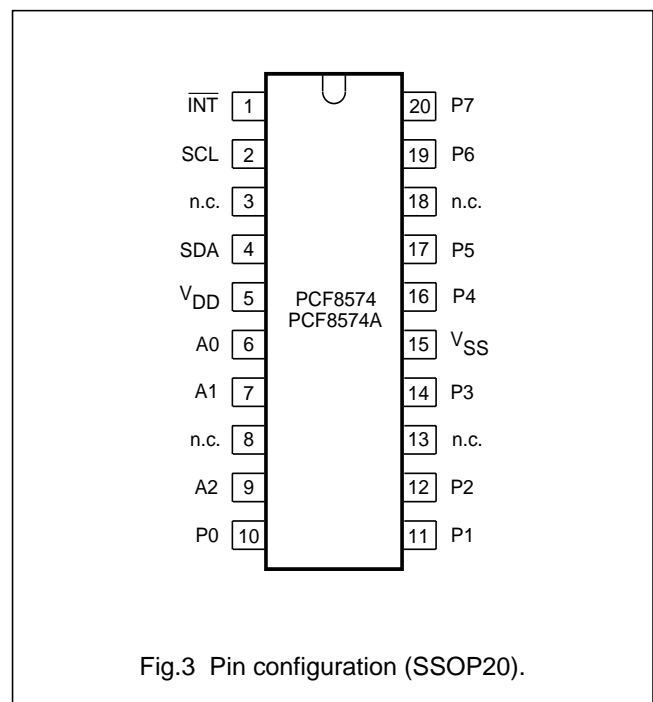 INT 1 20 P7
SCL 2 19 P6
n.c. 3 18 n.c.
SDA 4 17 P5
VDD 5 16 P4
PCF8574
PCF8574A
A0 6 15 VSS
A1 7 14 P3
n.c. 8 13 n.c.
A2 9 12 P2
P0 10 11 P1
Fig.3 Pin configuration (SSOP20).